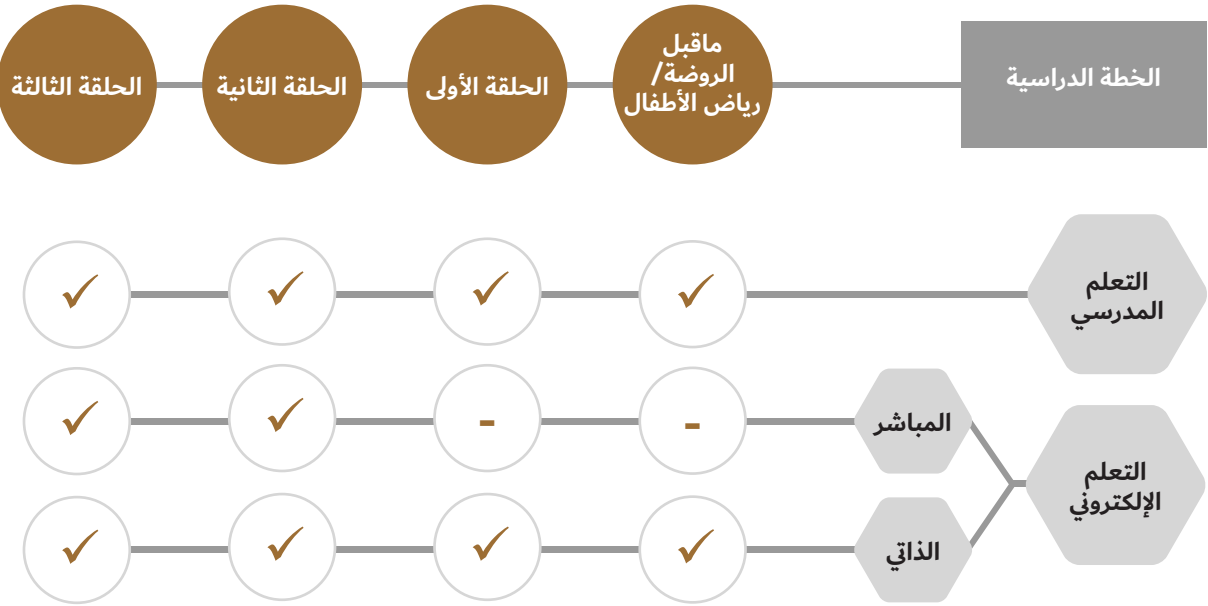 الخطة الدراسية
ماقبل
الروضة/
رياض الأطفال
الحلقة الأولى
الحلقة الثانية
الحلقة الثالثة
التعلم
المدرسي
✓
✓
✓
✓
التعلم
الإلكتروني
المباشر
-
-
✓
✓
الذاتي
✓
✓
✓
✓